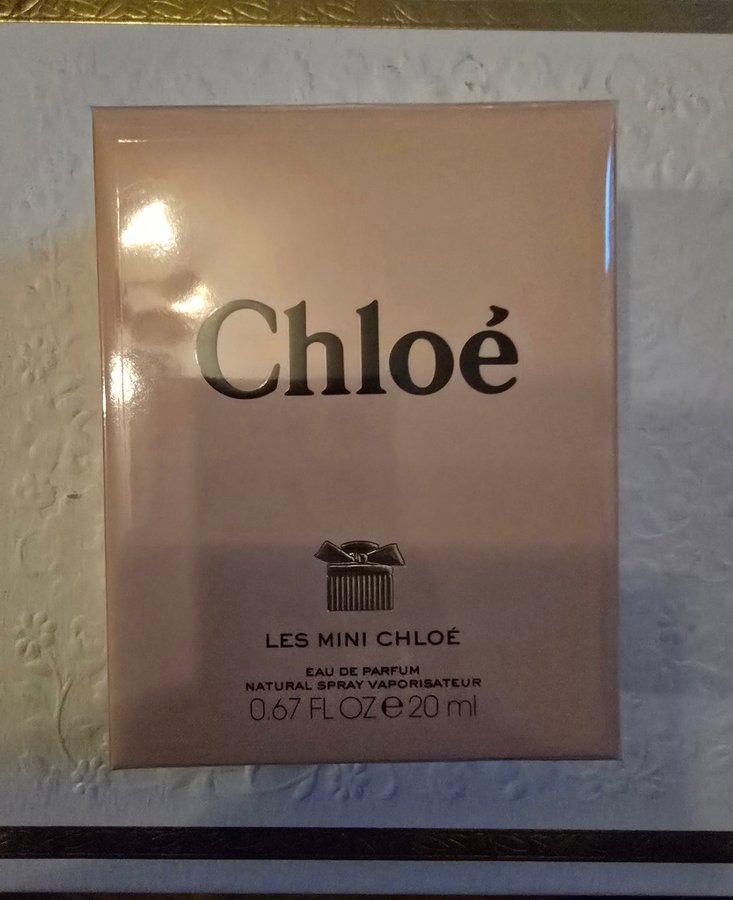 Chloé
LES MINI CHLOÉ
EAU DE PARFUM
NATURAL SPRAY VAPORISATEUR
0.67 FL OZ ℮ 20 ml